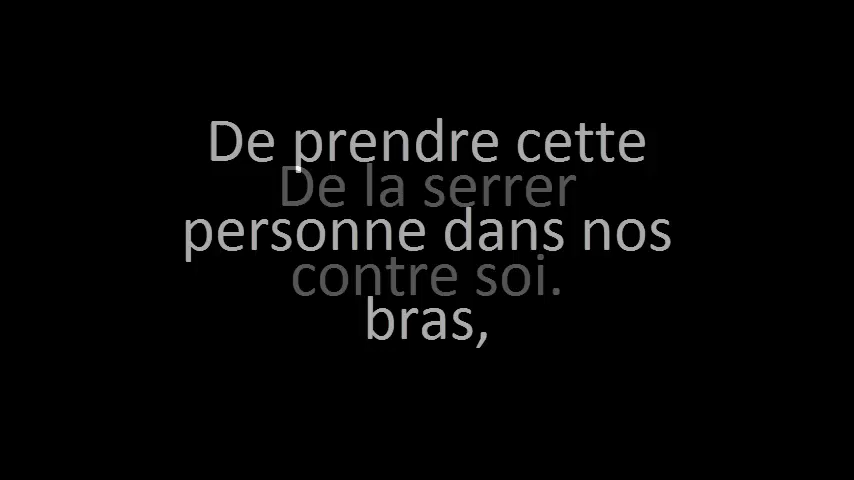 De prendre cette
De la serrer
personne dans nos
contre soi.
bras,